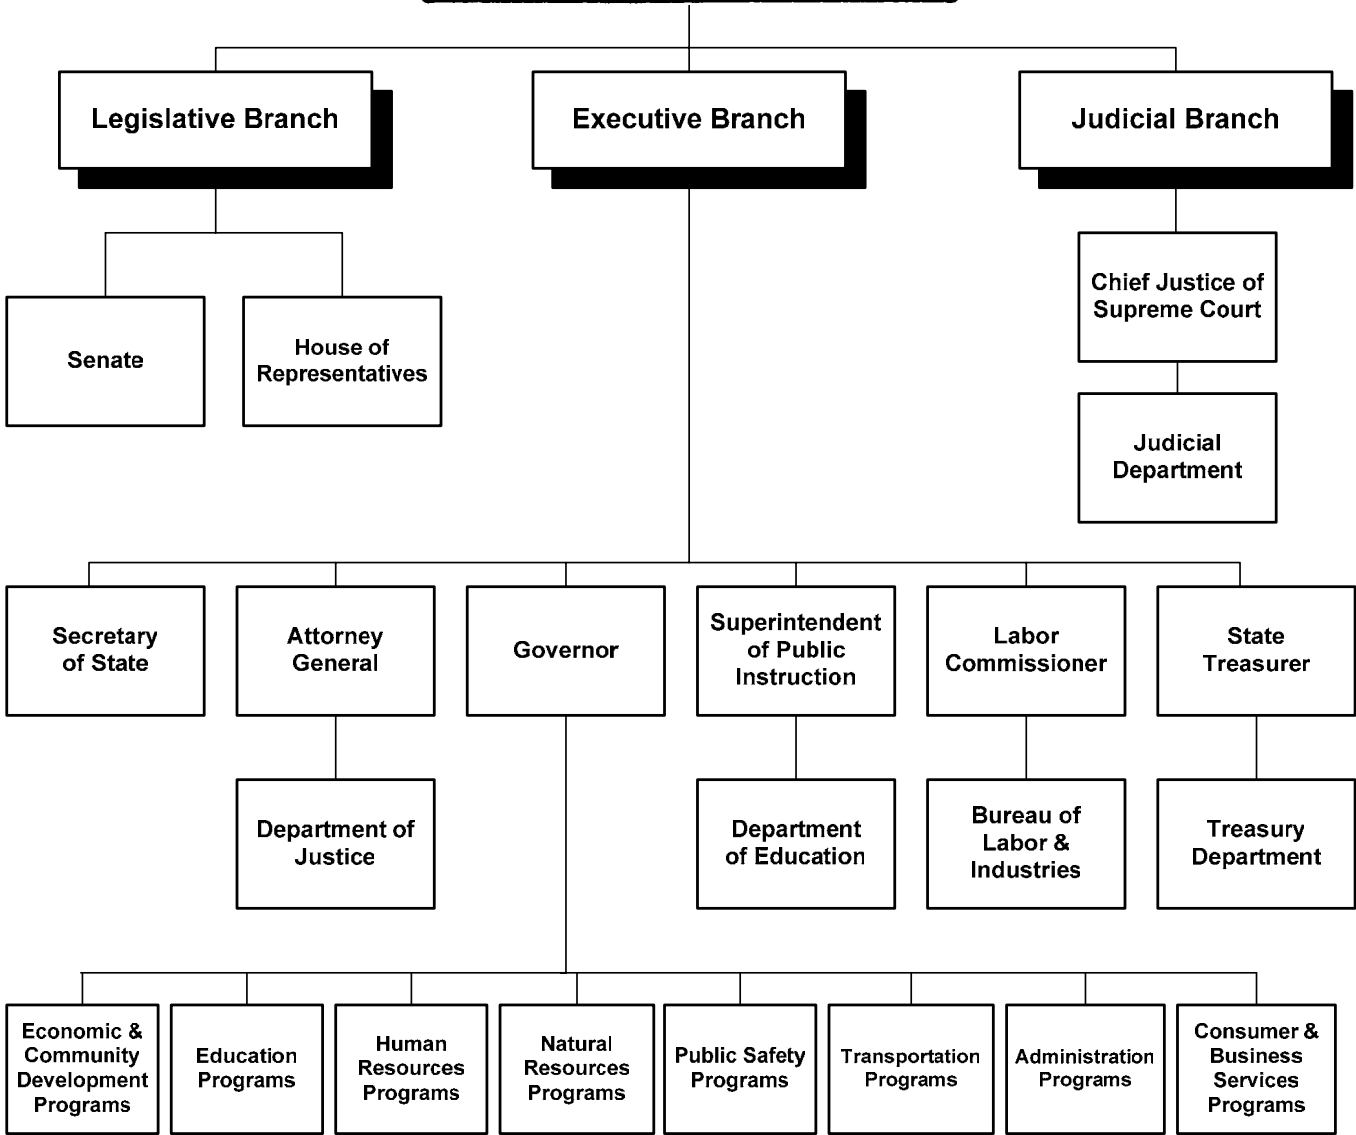 Legislative Branch
Executive Branch
Judicial Branch
Chief Justice of
Supreme Court
Senate
House of
Representatives
Judicial
Department
Secretary
of State
Attorney
General
Governor
Superintendent
of Public
Instruction
Labor
Commissioner
State
Treasurer
Department of
Justice
Department
of Education
Bureau of
Labor &
Industries
Treasury
Department
Economic &
Community
Development
Programs
Education
Programs
Human
Resources
Programs
Natural
Resources
Programs
Public Safety
Programs
Transportation
Programs
Administration
Programs
Consumer &
Business
Services
Programs